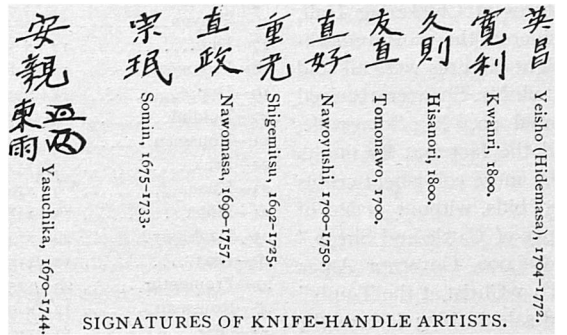 英昌
Yeisho (Hidemasa), 1704–1772.
寛利
Kwanri, 1800.
久則
Hisanori, 1800.
友直
Tomonawo, 1770.
直好
Nawoyushi, 1700–1750.
重光
Shigemitsu, 1692–1725.
直政
Nawomasa, 1690–1757.
宗珉
Somin, 1675–1733.
安親
東雨
Yasuchika, 1670–1744.
SIGNATURES OF KNIFE-HANDLE ARTISTS.